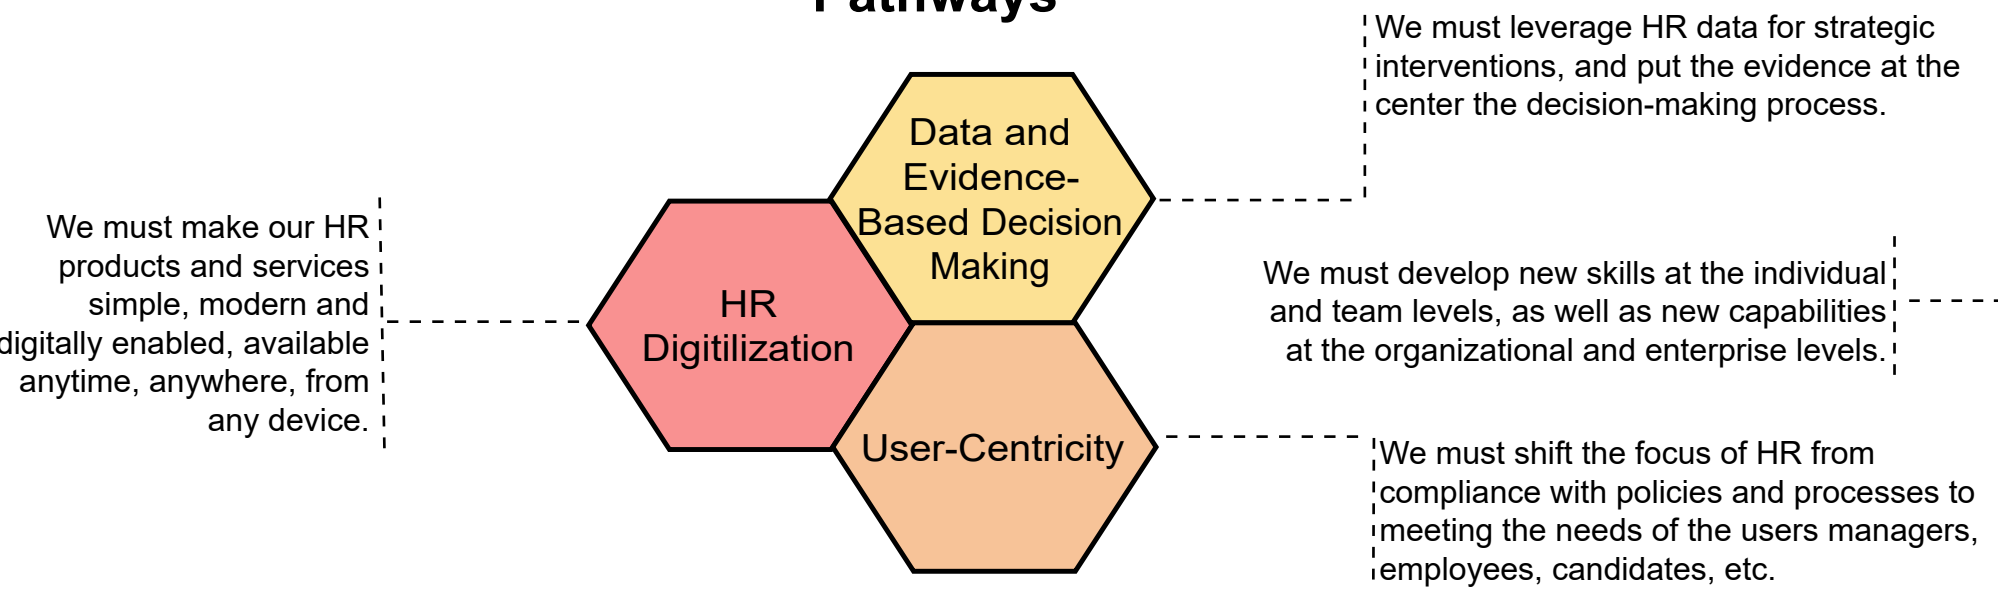 Pathways
We must leverage HR data for strategic
interventions, and put the evidence at the
center the decision-making process.
Data and
Evidence-
Based Decision
Making
We must make our HR
products and services
simple, modern and
digitally enabled, available
anytime, anywhere, from
any device.
HR
Digitilization
We must develop new skills at the individual
and team levels, as well as new capabilities
at the organizational and enterprise levels.
User-Centricity
We must shift the focus of HR from
compliance with policies and processes to
meeting the needs of the users managers,
employees, candidates, etc.